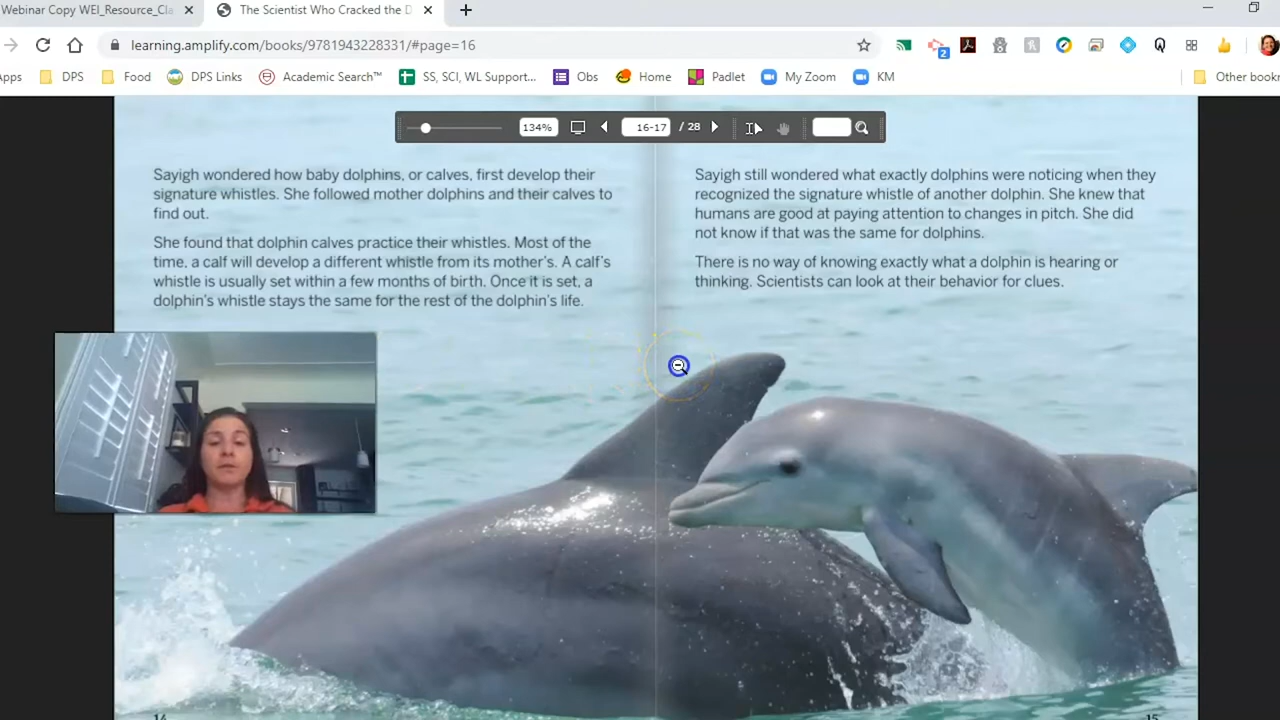 Webinar Copy WEI_Resource_Cla
The Scientist Who Cracked the D
learning.amplify.com/books/9781943228331/#page=16
2
Apps DPS Food DPS Links Academic Search™ SS, SCI, WL Support... Obs Home Padlet My Zoom KM Other book
134% 16-17 / 28
Sayigh wondered how baby dolphins, or calves, first develop their
signature whistles. She followed mother dolphins and their calves to
find out.
She found that dolphin calves practice their whistles. Most of the
time, a calf will develop a different whistle from its mother's. A calf's
whistle is usually set within a few months of birth. Once it is set, a
dolphin's whistle stays the same for the rest of the dolphin's life.
Sayigh still wondered what exactly dolphins were noticing when they
recognized the signature whistle of another dolphin. She knew that
humans are good at paying attention to changes in pitch. She did
not know if that was the same for dolphins.
There is no way of knowing exactly what a dolphin is hearing or
thinking. Scientists can look at their behavior for clues.
14
15